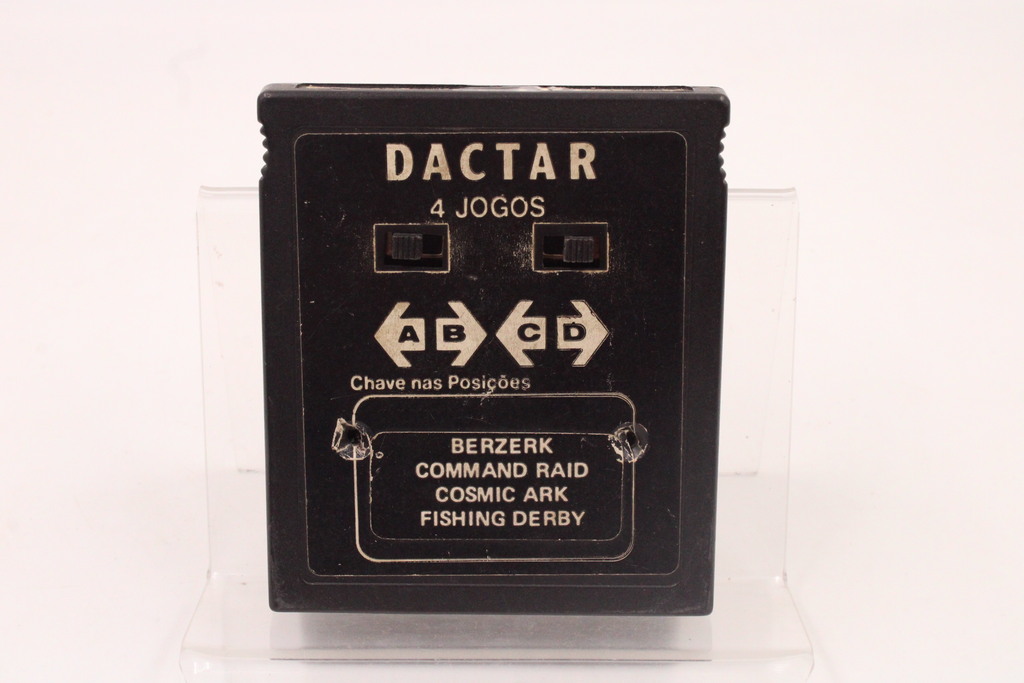 DACTAR
4 JOGOS
A B C D
Chave nas Posições
BERZERK
COMMAND RAID
COSMIC ARK
FISHING DERBY